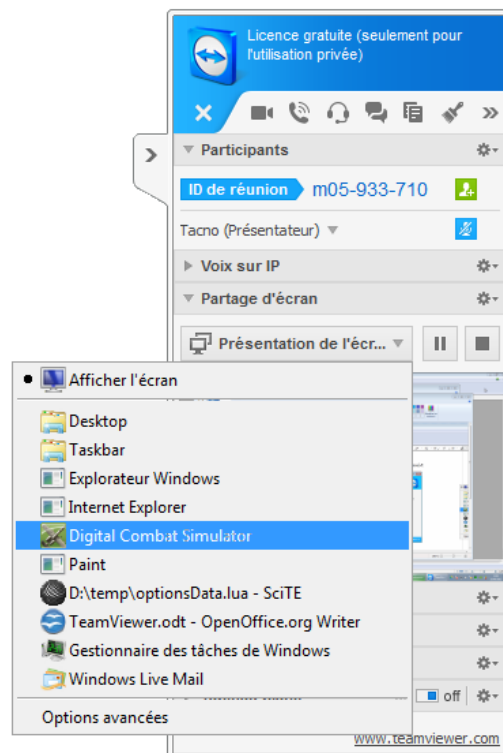 Licence gratuite (seulement pour
l'utilisation privée)
Participants
ID de réunion m05-933-710
Tacno (Présentateur)
Voix sur IP
Partage d'écran
Présentation de l'écr...
Afficher l'écran
Desktop
Taskbar
Explorateur Windows
Internet Explorer
Digital Combat Simulator
Paint
D:\temp\optionsData.lua - SciTE
TeamViewer.odt - OpenOffice.org Writer
Gestionnaire des tâches de Windows
Windows Live Mail
off
Options avancées
www.teamviewer.com